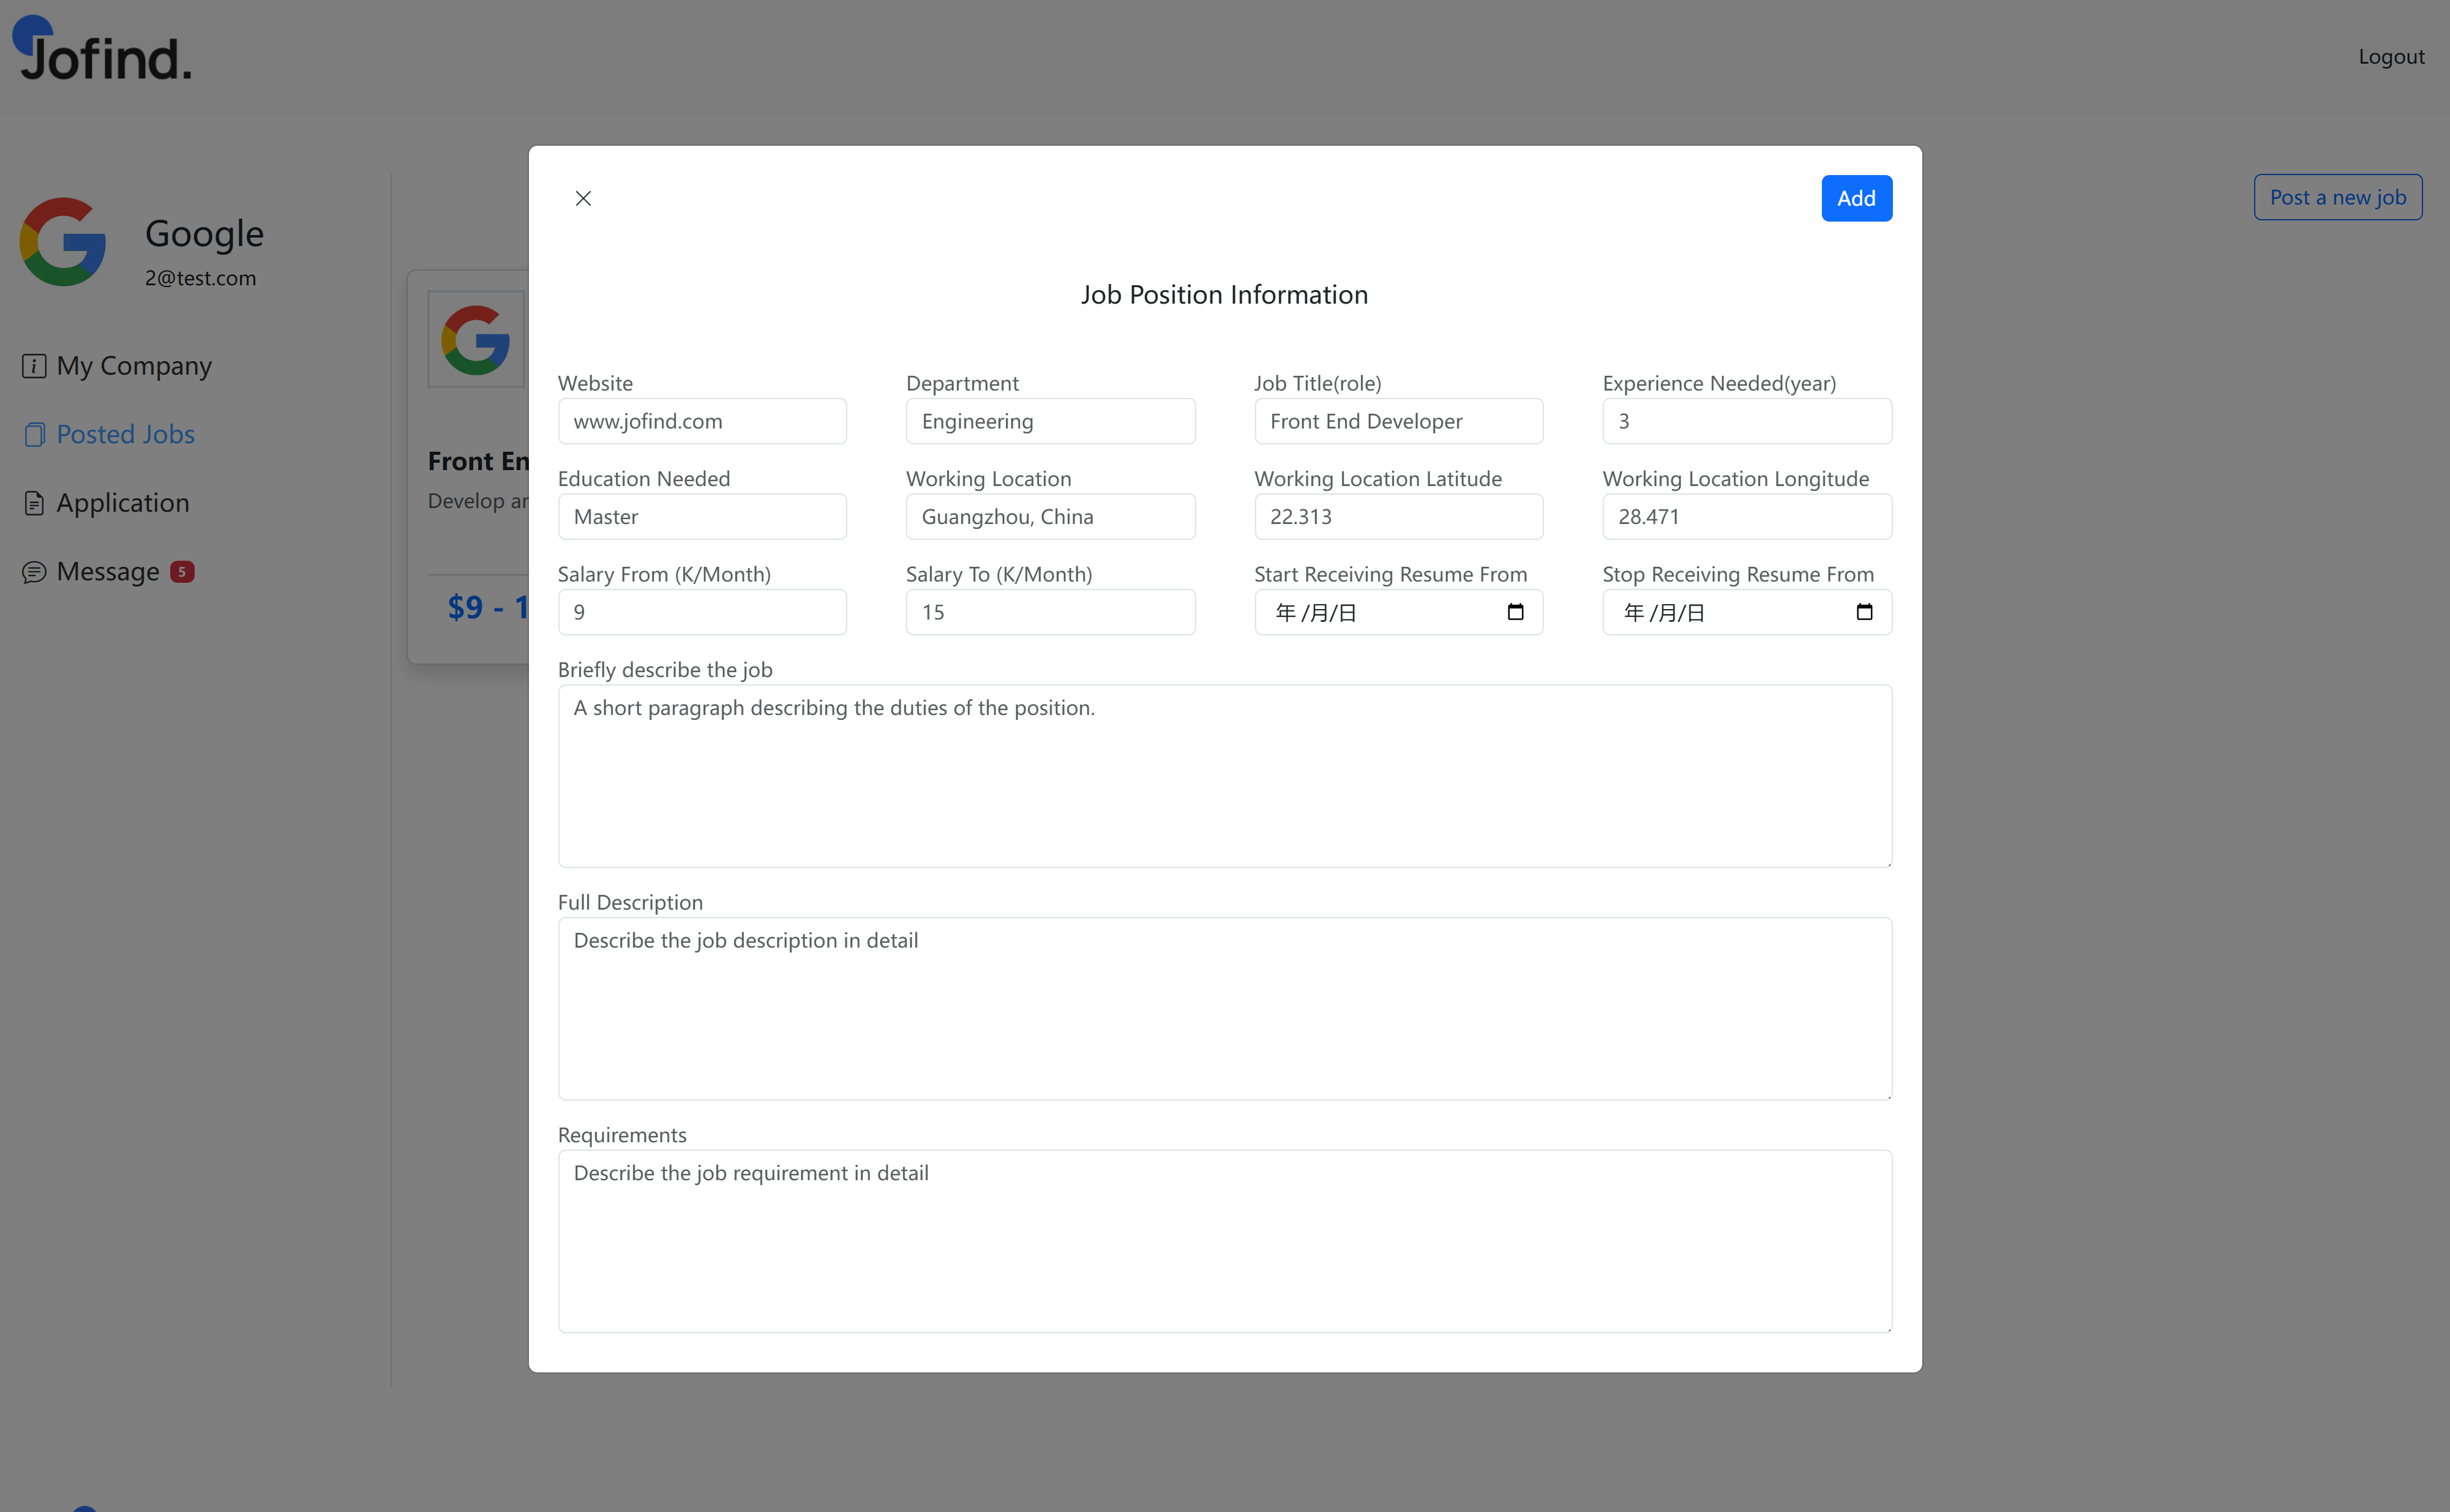 Jofind.
Logout
Google
2@test.com
My Company
Posted Jobs
Application
Message 5
Post a new job
Front En
Develop ar
$9 - 1
Add
Job Position Information
Website
Department
Job Title(role)
Experience Needed(year)
www.jofind.com
Engineering
Front End Developer
3
Education Needed
Working Location
Working Location Latitude
Working Location Longitude
Master
Guangzhou, China
22.313
28.471
Salary From (K/Month)
Salary To (K/Month)
Start Receiving Resume From
Stop Receiving Resume From
9
15
年 /月/日
年 /月/日
Briefly describe the job
A short paragraph describing the duties of the position.
Full Description
Describe the job description in detail
Requirements
Describe the job requirement in detail